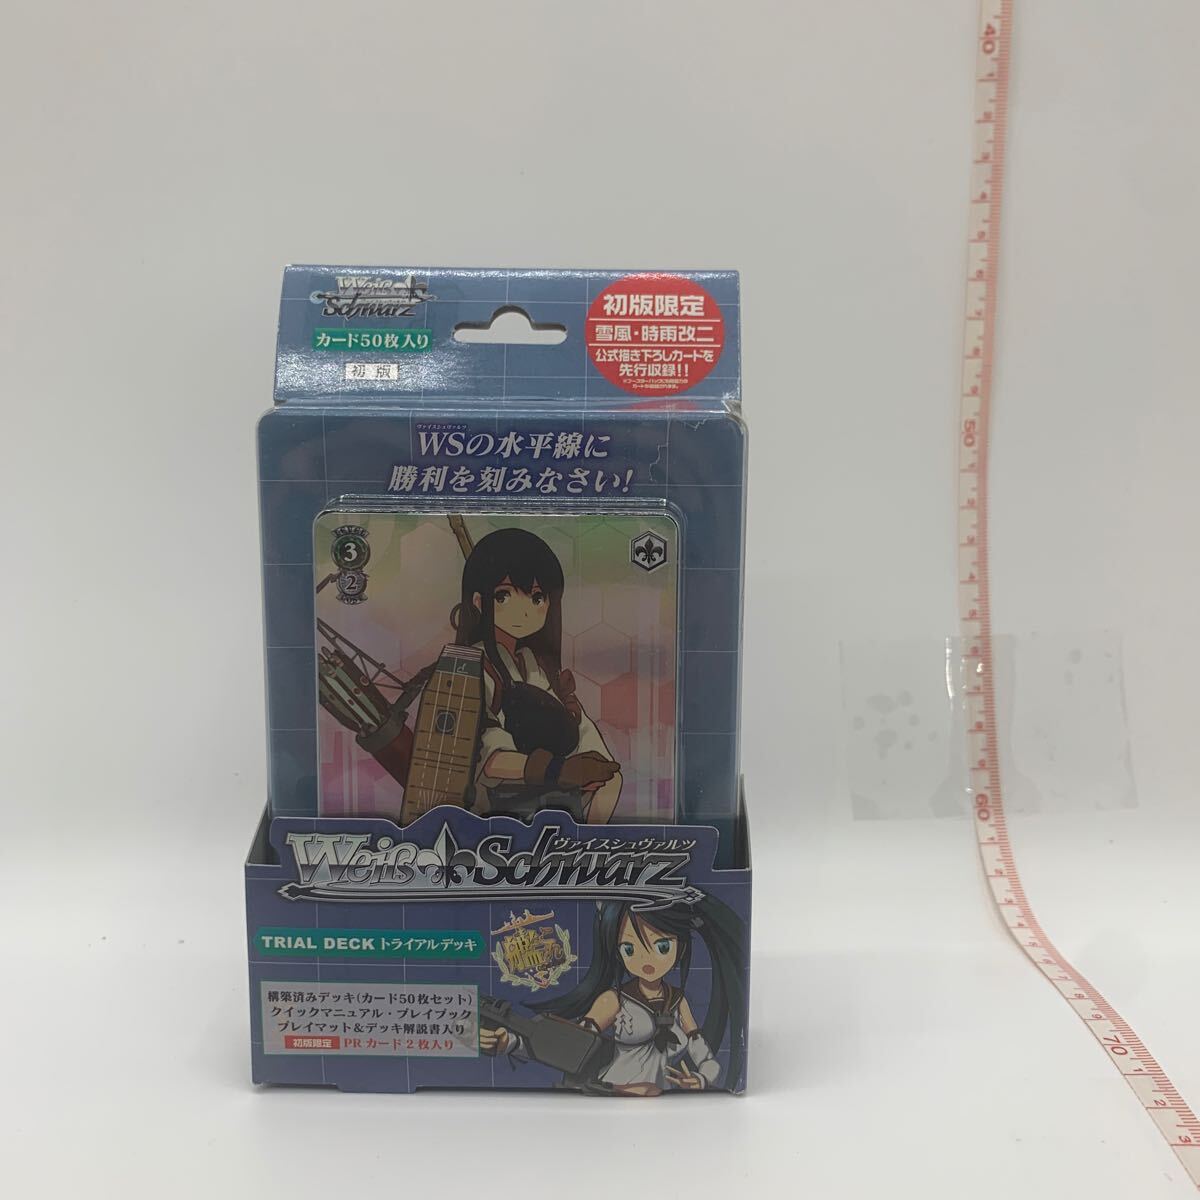 Weiß Schwarz
カード50枚入り
初版
初版限定
雪風・時雨改二
公式描き下ろしカードを
先行収録!!
ヴァイスシュヴァルツ
WSの水平線に
勝利を刻みなさい!
3
2
ヴァイスシュヴァルツ
Weiß Schwarz
TRIAL DECK トライアルデッキ
艦これ
構築済みデッキ(カード50枚セット)
クイックマニュアル・プレイブック
プレイマット&デッキ解説書入り
初版限定 PRカード2枚入り
40
50
60
70